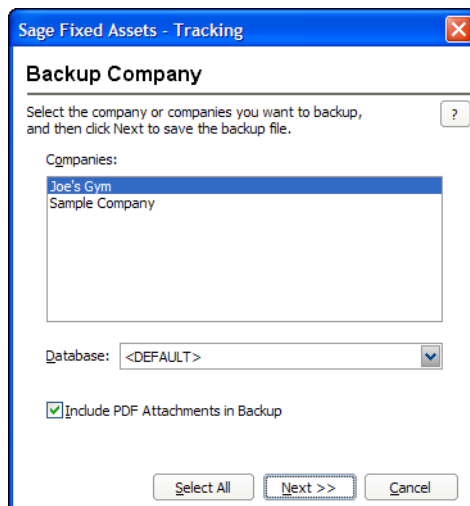 Sage Fixed Assets - Tracking
Backup Company
Select the company or companies you want to backup,
and then click Next to save the backup file.
?
Companies:
Joe's Gym
Sample Company
Database: <DEFAULT>
Include PDF Attachments in Backup
Select All Next >> Cancel